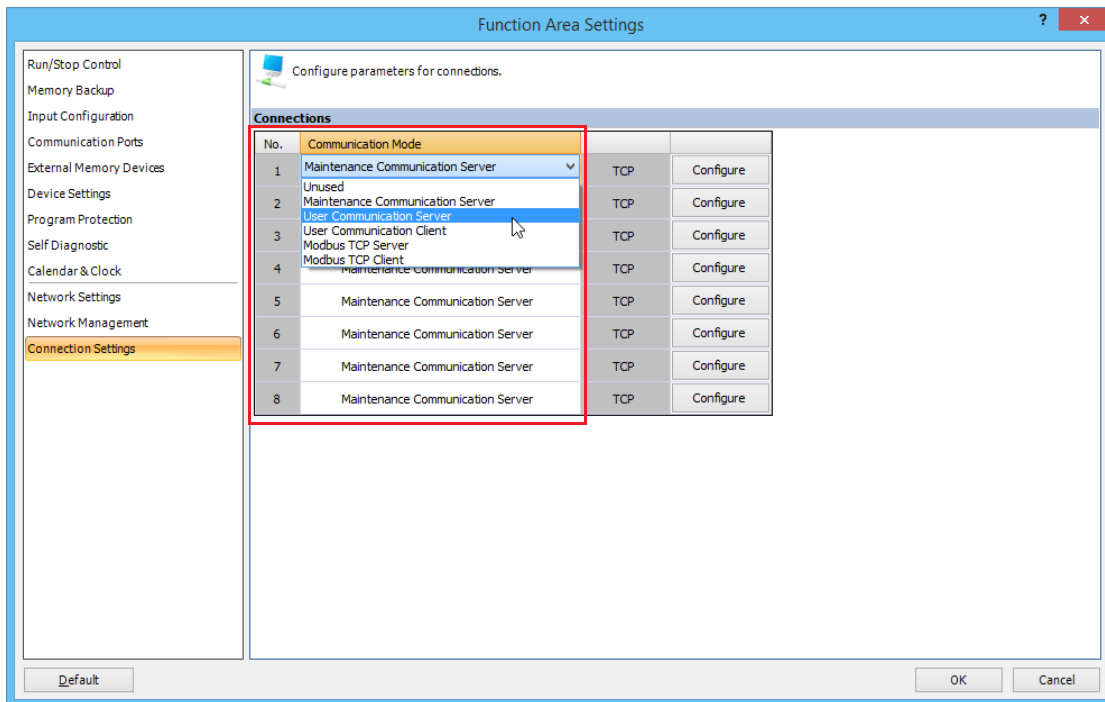 Function Area Settings
?
×
Run/Stop Control
Memory Backup
Input Configuration
Communication Ports
External Memory Devices
Device Settings
Program Protection
Self Diagnostic
Calendar & Clock
Network Settings
Network Management
Connection Settings
Configure parameters for connections.
Connections
No. Communication Mode
1 Maintenance Communication Server TCP Configure
Unused
Maintenance Communication Server
User Communication Server
User Communication Client
Modbus TCP Server
Modbus TCP Client
2 TCP Configure
3 TCP Configure
4 Maintenance Communication Server TCP Configure
5 Maintenance Communication Server TCP Configure
6 Maintenance Communication Server TCP Configure
7 Maintenance Communication Server TCP Configure
8 Maintenance Communication Server TCP Configure
Default
OK
Cancel